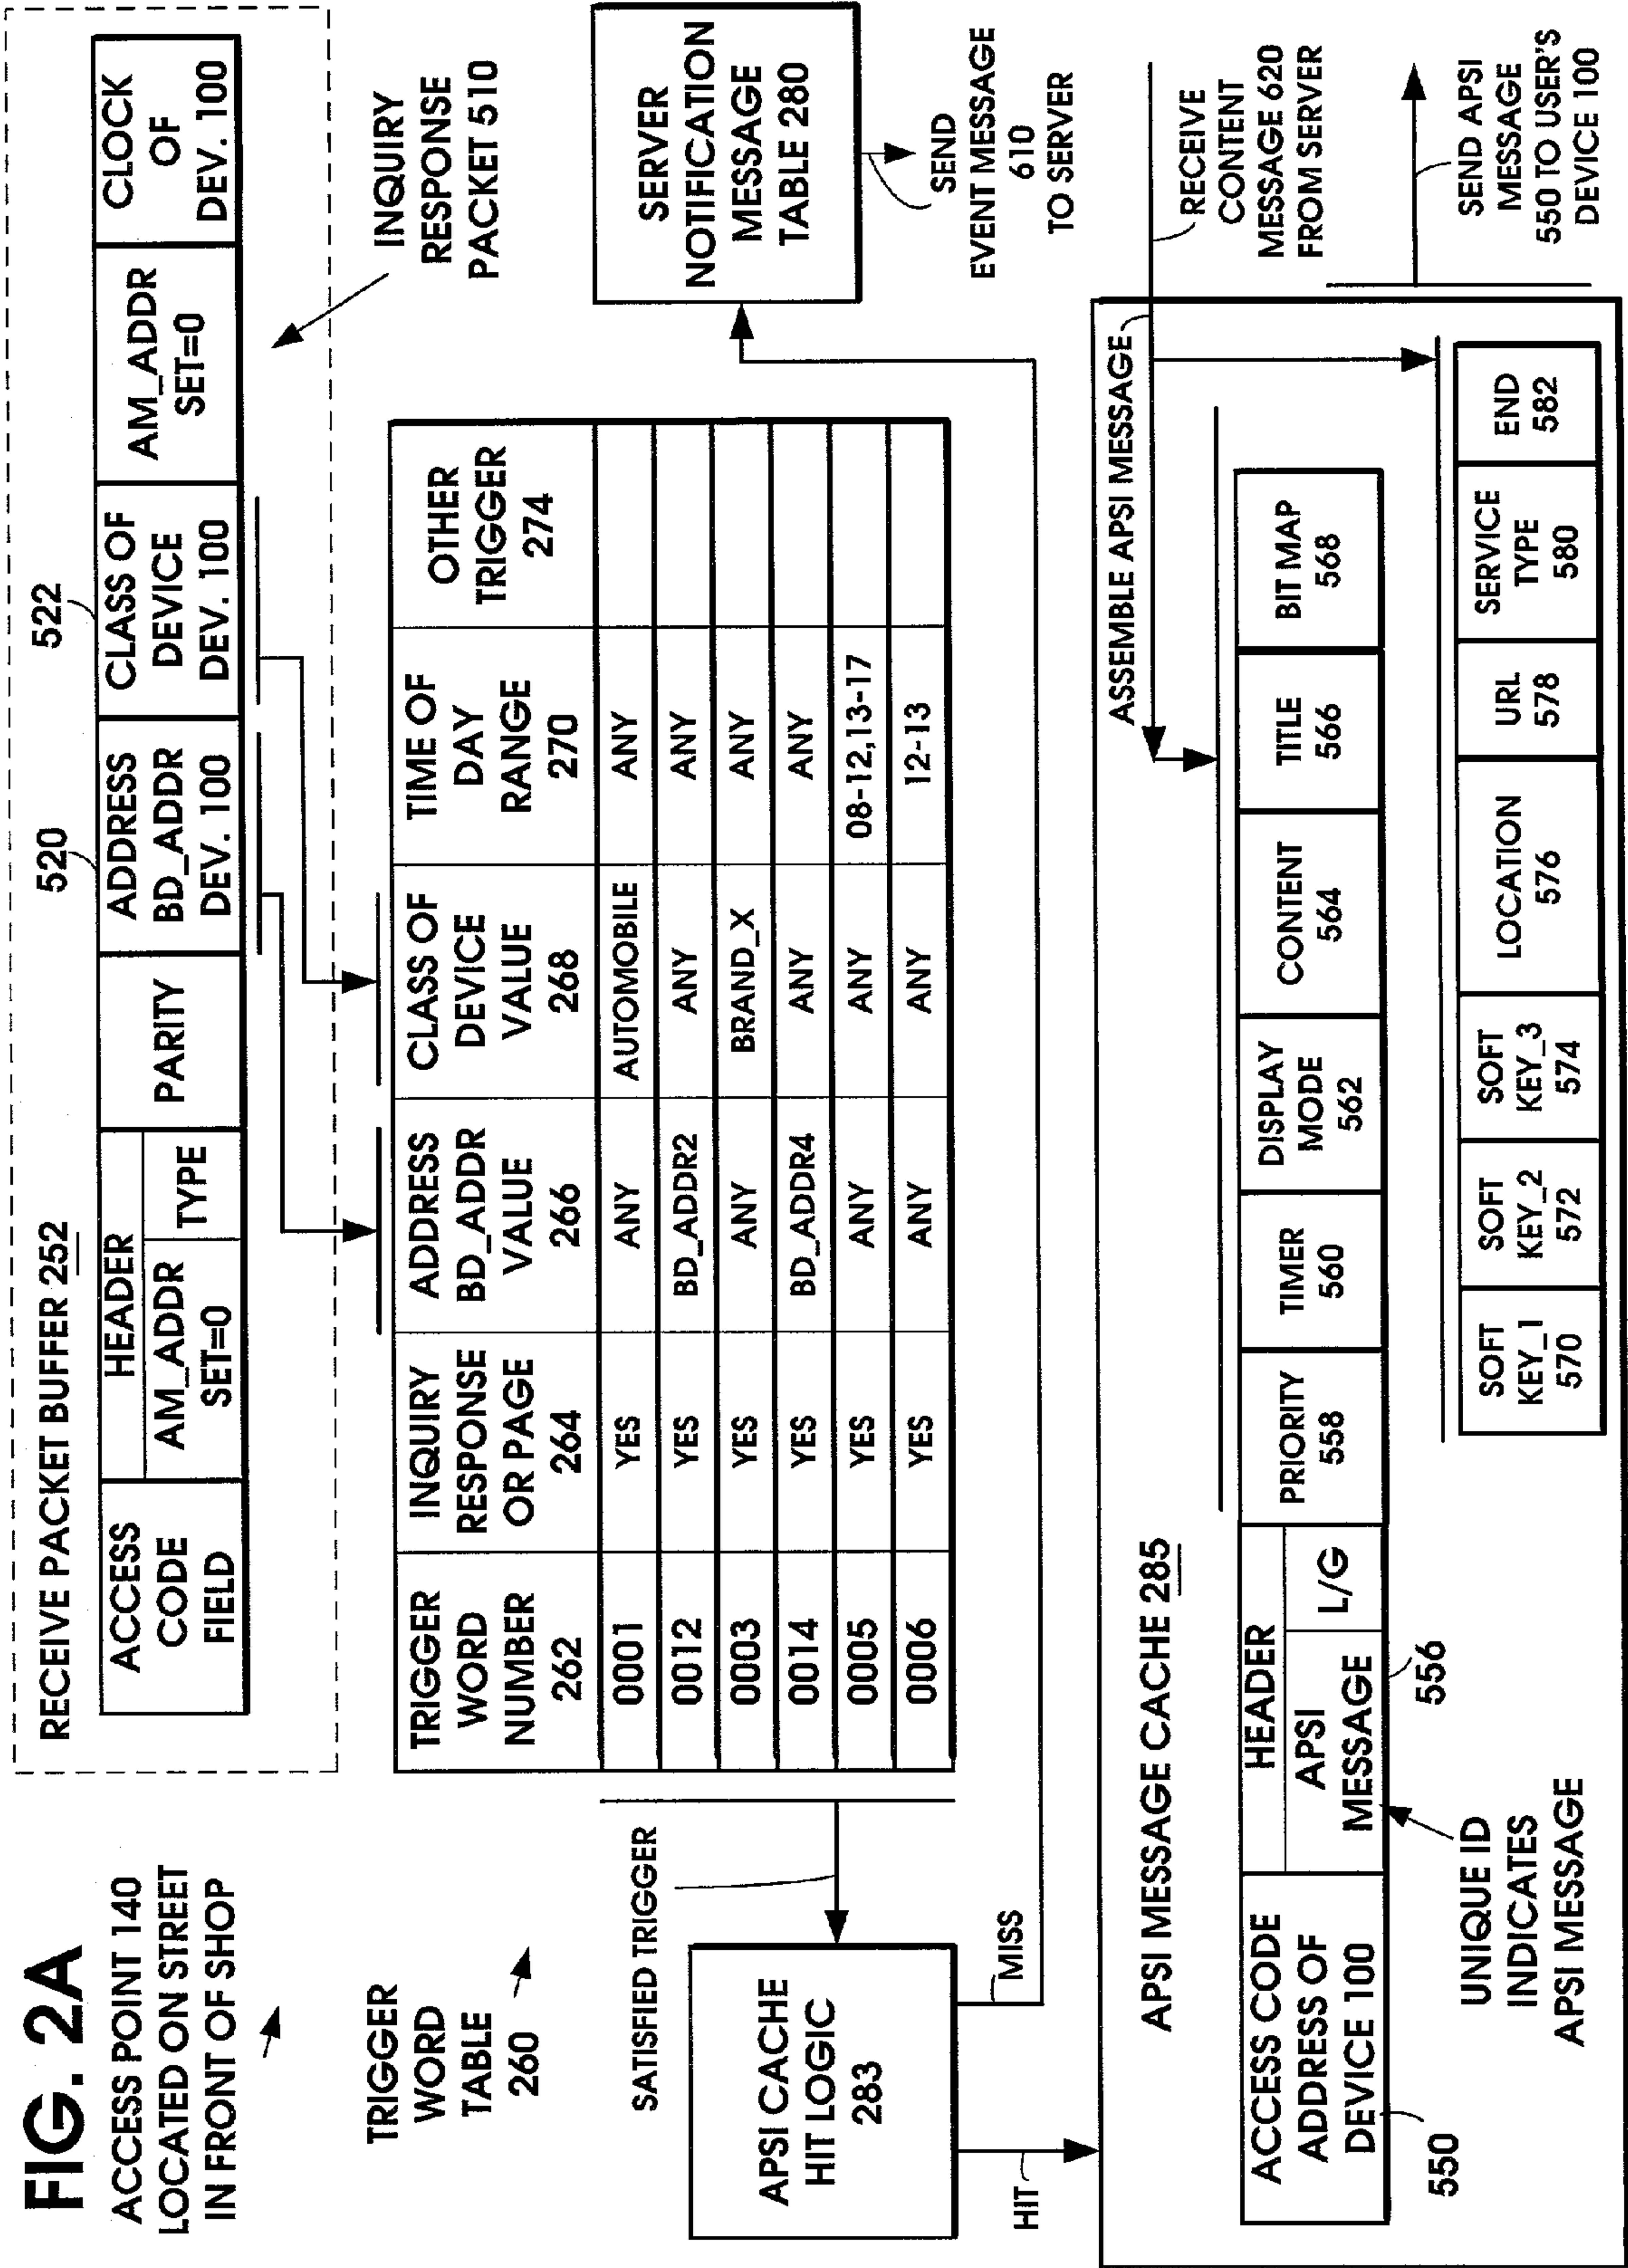 FIG. 2A
ACCESS POINT 140
LOCATED ON STREET
IN FRONT OF SHOP
RECEIVE PACKET BUFFER 252
ACCESS
CODE
FIELD
HEADER
AM_ADDR
SET=0
TYPE
PARITY
520
ADDRESS
BD_ADDR
DEV. 100
522
CLASS OF
DEVICE
DEV. 100
AM_ADDR
SET=0
CLOCK
OF
DEV. 100
INQUIRY
RESPONSE
PACKET 510
TRIGGER
WORD
TABLE
260
TRIGGER
WORD
NUMBER
262
INQUIRY
RESPONSE
OR PAGE
264
ADDRESS
BD_ADDR
VALUE
266
CLASS OF
DEVICE
VALUE
268
TIME OF
DAY
RANGE
270
OTHER
TRIGGER
274
0001 YES ANY AUTOMOBILE ANY
0012 YES BD_ADDR2 ANY ANY
0003 YES ANY BRAND_X ANY
0014 YES BD_ADDR4 ANY ANY
0005 YES ANY ANY 08-12,13-17
0006 YES ANY ANY 12-13
SATISFIED TRIGGER
APSI CACHE
HIT LOGIC
283
HIT
MISS
SERVER
NOTIFICATION
MESSAGE
TABLE 280
SEND
EVENT MESSAGE
610
TO SERVER
RECEIVE
CONTENT
MESSAGE 620
FROM SERVER
ASSEMBLE APSI MESSAGE
APSI MESSAGE CACHE 285
ACCESS CODE
ADDRESS OF
DEVICE 100
550
HEADER
APSI
MESSAGE
L/G
556
UNIQUE ID
INDICATES
APSI MESSAGE
PRIORITY
558
TIMER
560
DISPLAY
MODE
562
CONTENT
564
TITLE
566
BIT MAP
568
SOFT
KEY_1
570
SOFT
KEY_2
572
SOFT
KEY_3
574
LOCATION
576
URL
578
SERVICE
TYPE
580
END
582
SEND APSI
MESSAGE
550 TO USER'S
DEVICE 100